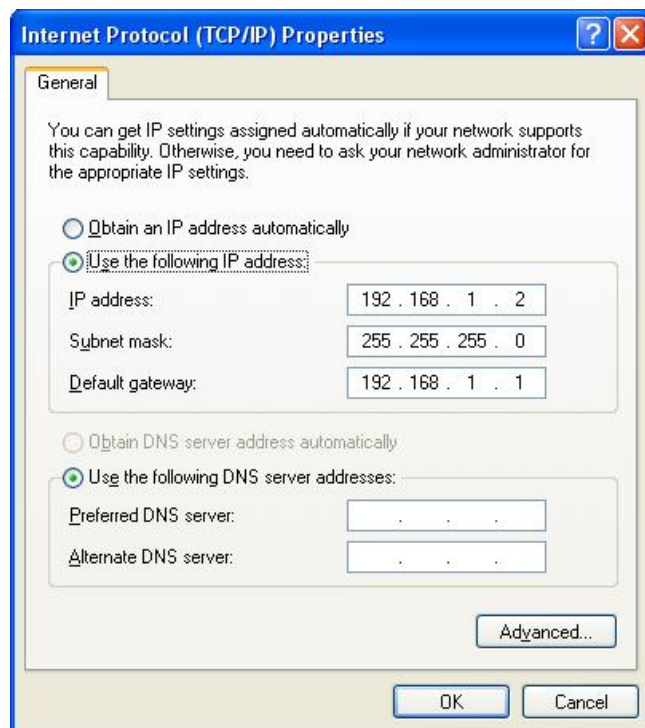 Internet Protocol (TCP/IP) Properties
General
You can get IP settings assigned automatically if your network supports
this capability. Otherwise, you need to ask your network administrator for
the appropriate IP settings.
Obtain an IP address automatically
Use the following IP address:
IP address: 192 . 168 . 1 . 2
Subnet mask: 255 . 255 . 255 . 0
Default gateway: 192 . 168 . 1 . 1
Obtain DNS server address automatically
Use the following DNS server addresses:
Preferred DNS server: . . .
Alternate DNS server: . . .
Advanced...
OK Cancel